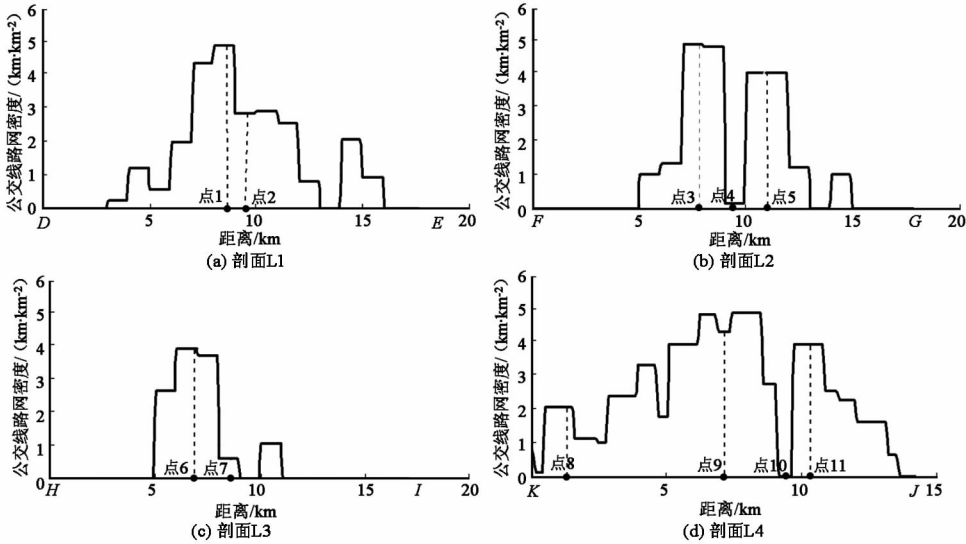 公交线路网密度/(km·km⁻²)
6
5
4
3
2
1
0
点1 点2
D 5 10 15 E 20
距离/km
(a) 剖面L1
公交线路网密度/(km·km⁻²)
6
5
4
3
2
1
0
点3 点4 点5
F 5 10 15 G 20
距离/km
(b) 剖面L2
公交线路网密度/(km·km⁻²)
6
5
4
3
2
1
0
点6 点7
H 5 10 15 I 20
距离/km
(c) 剖面L3
公交线路网密度/(km·km⁻²)
6
5
4
3
2
1
0
点8 点9 点10 点11
K 5 10 J 15
距离/km
(d) 剖面L4